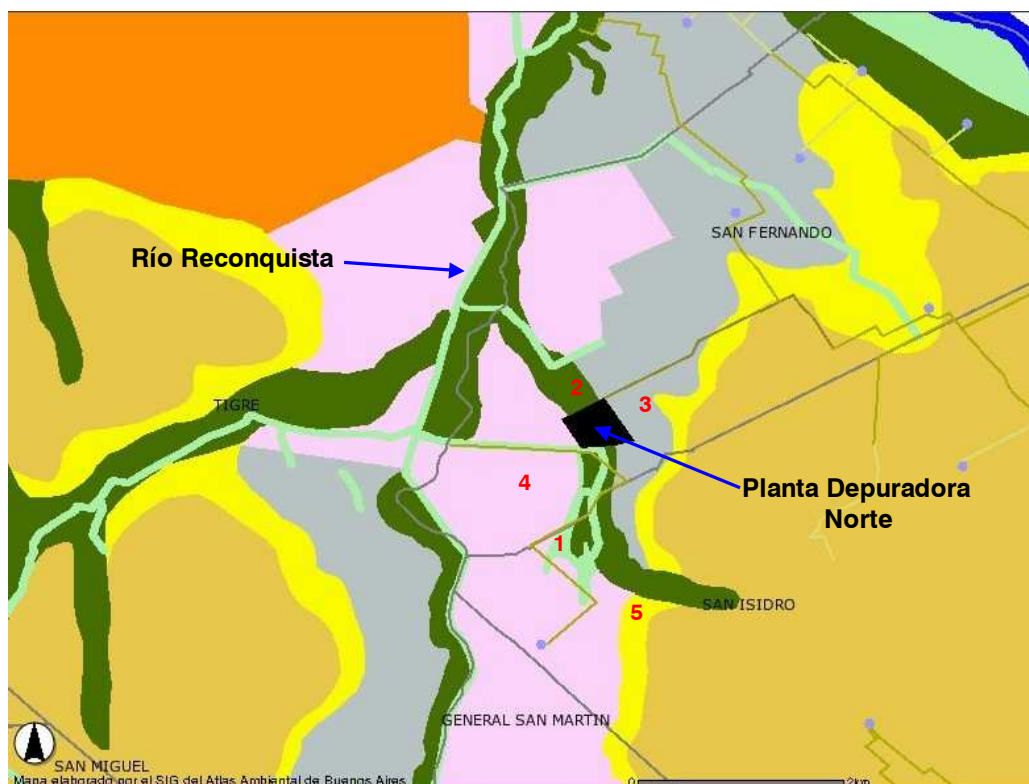 SAN FERNANDO
Río Reconquista
2
3
TIGRE
4
Planta Depuradora
Norte
1
SAN ISIDRO
5
GENERAL SAN MARTIN
SAN MIGUEL
Mapa elaborado por el SIG del Atlas Ambiental de Buenos Aires
0 2km